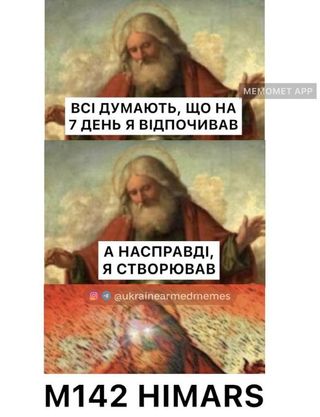 MEMOMET APP
ВСІ ДУМАЮТЬ, ЩО НА
7 ДЕНЬ Я ВІДПОЧИВАВ
А НАСПРАВДІ,
Я СТВОРЮВАВ
@ukrainearmedmemes
M142 HIMARS